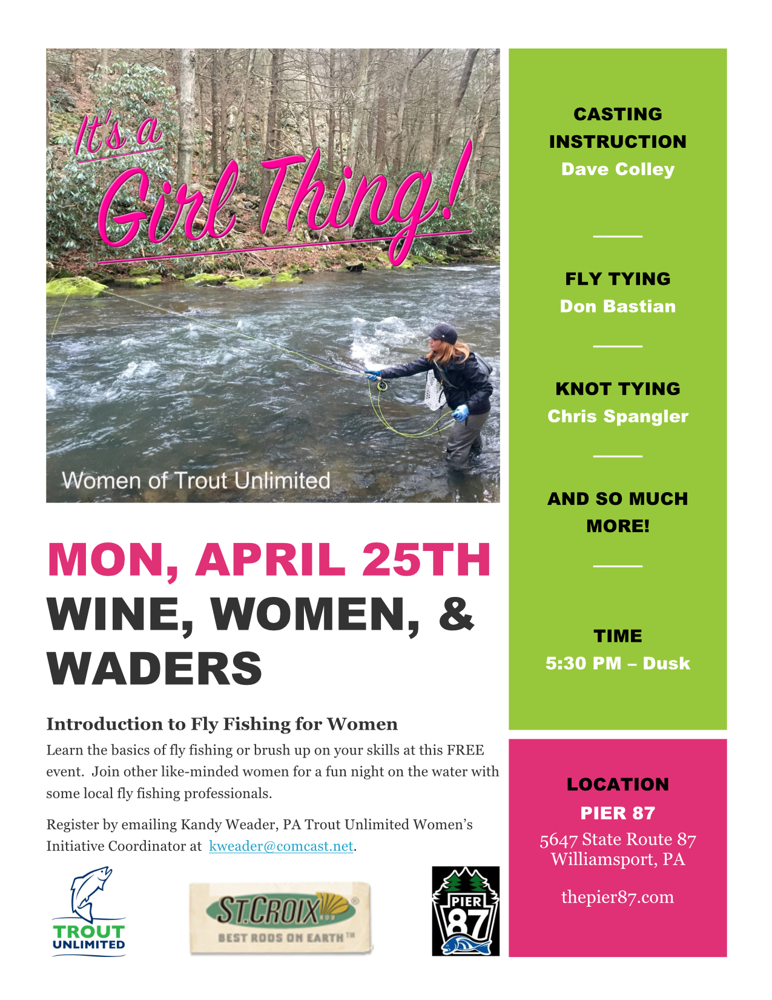 It's a
Girl Thing!
Women of Trout Unlimited
MON, APRIL 25TH
WINE, WOMEN, &
WADERS
Introduction to Fly Fishing for Women
Learn the basics of fly fishing or brush up on your skills at this FREE
event.  Join other like-minded women for a fun night on the water with
some local fly fishing professionals.
Register by emailing Kandy Weader, PA Trout Unlimited Women’s
Initiative Coordinator at  kweader@comcast.net.
TROUT
UNLIMITED
ST.CROIX®
ROD
BEST RODS ON EARTH™
PIER
87
CASTING
INSTRUCTION
Dave Colley
FLY TYING
Don Bastian
KNOT TYING
Chris Spangler
AND SO MUCH
MORE!
TIME
5:30 PM – Dusk
LOCATION
PIER 87
5647 State Route 87
Williamsport, PA
thepier87.com